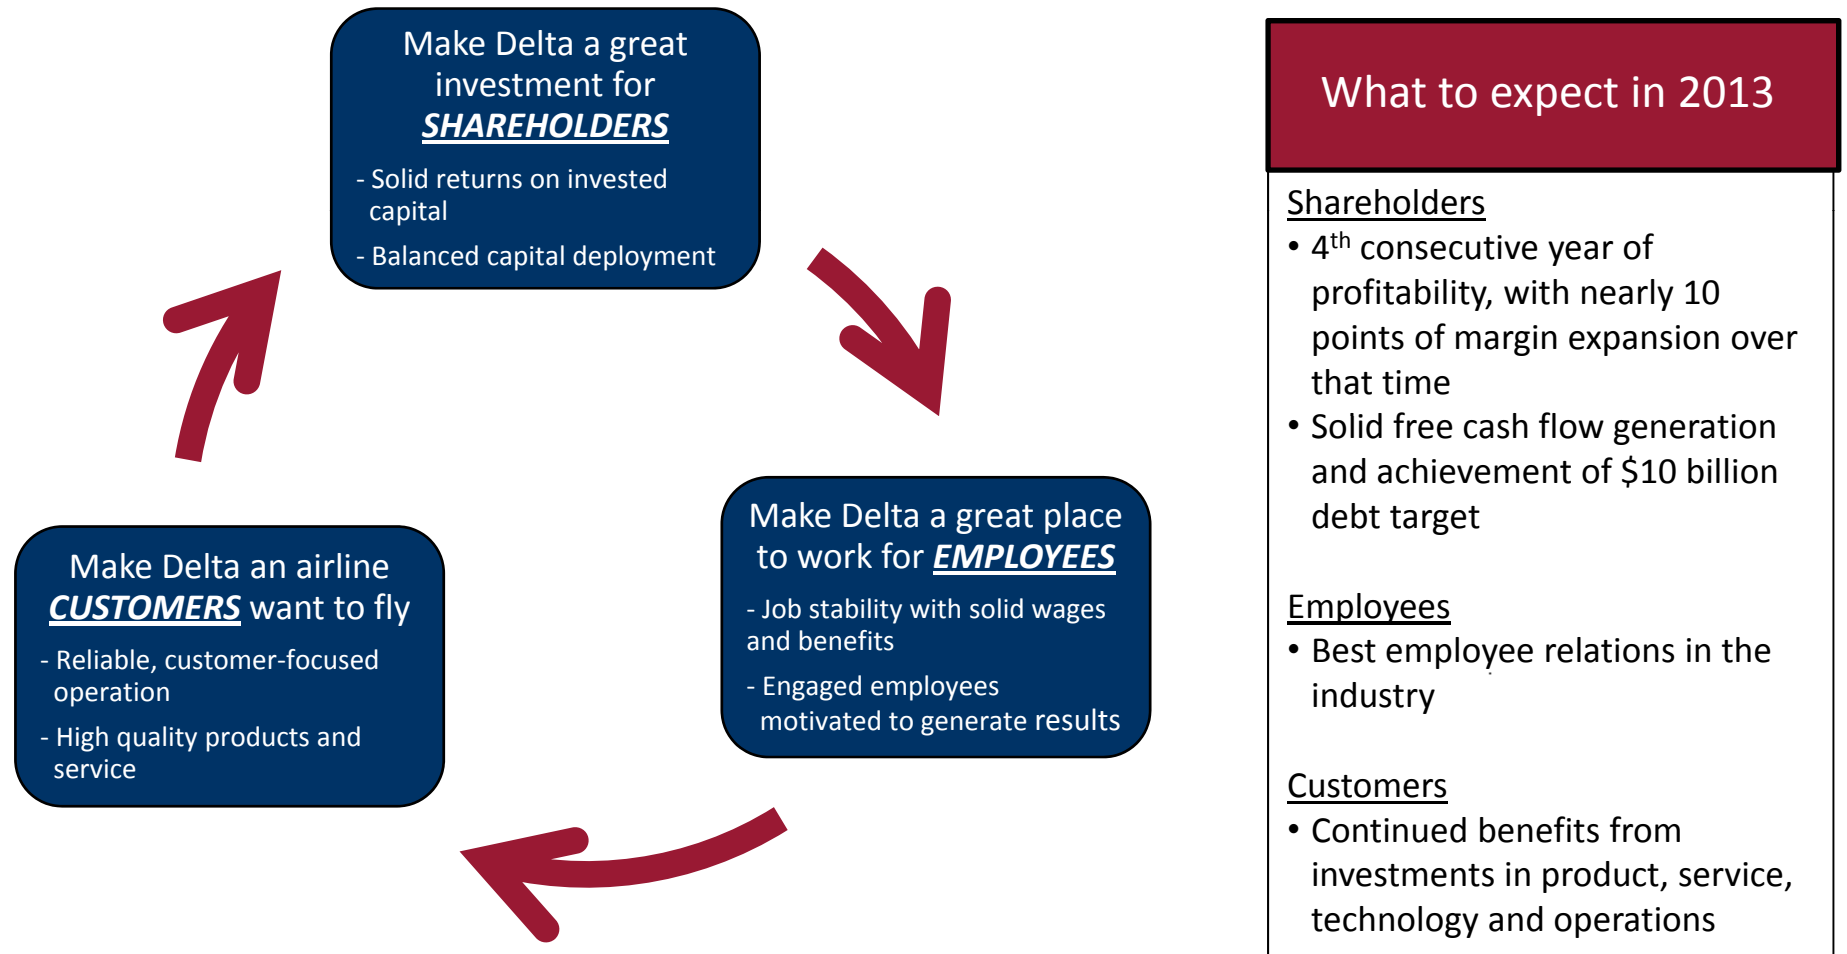 Make Delta a great
investment for
SHAREHOLDERS
- Solid returns on invested
capital
- Balanced capital deployment
Make Delta a great place
to work for EMPLOYEES
- Job stability with solid wages
and benefits
- Engaged employees
motivated to generate results
Make Delta an airline
CUSTOMERS want to fly
- Reliable, customer-focused
operation
- High quality products and
service
What to expect in 2013
Shareholders
• 4th consecutive year of
profitability, with nearly 10
points of margin expansion over
that time
• Solid free cash flow generation
and achievement of $10 billion
debt target
Employees
• Best employee relations in the
industry
Customers
• Continued benefits from
investments in product, service,
technology and operations